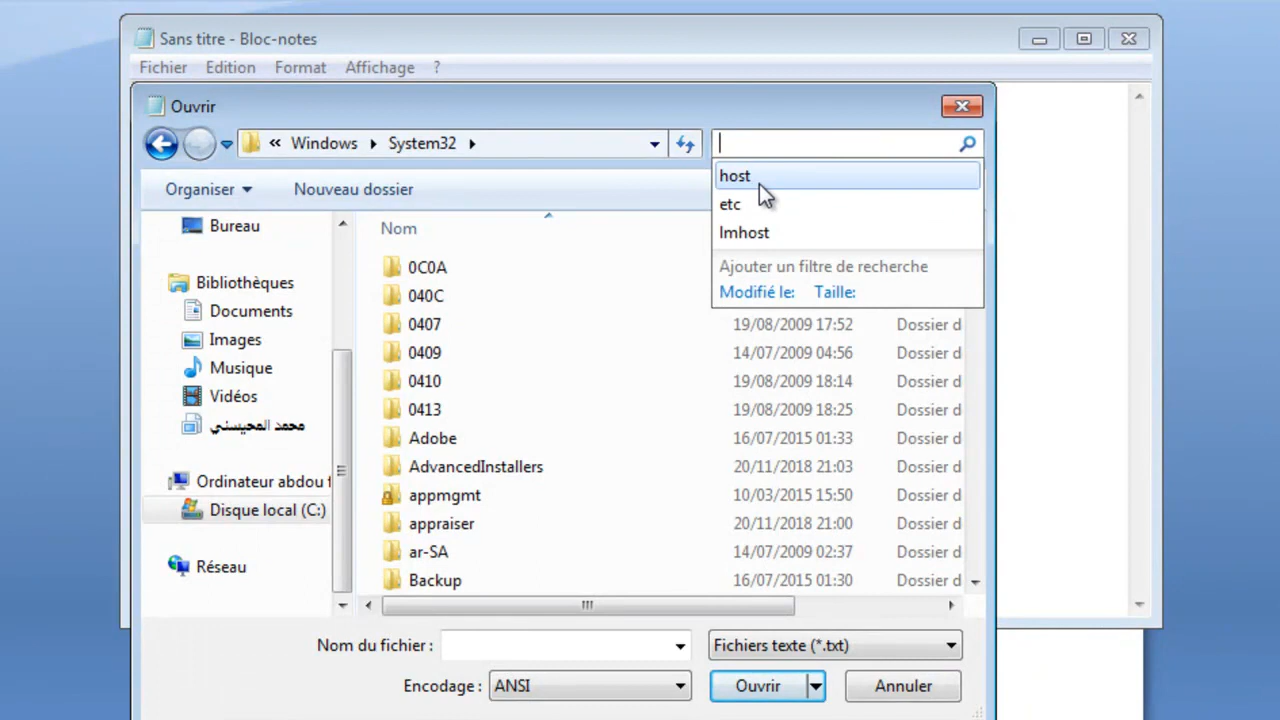 Sans titre - Bloc-notes
Fichier Edition Format Affichage ?
Ouvrir
« Windows System32
Organiser Nouveau dossier
host
etc
lmhost
Ajouter un filtre de recherche
Modifié le: Taille:
Bureau
Bibliothèques
Documents
Images
Musique
Vidéos
محمد المحيسني
Ordinateur abdou f
Disque local (C:)
Réseau
Nom
0C0A
040C
0407 19/08/2009 17:52 Dossier d
0409 14/07/2009 04:56 Dossier d
0410 19/08/2009 18:14 Dossier d
0413 19/08/2009 18:25 Dossier d
Adobe 16/07/2015 01:33 Dossier d
AdvancedInstallers 20/11/2018 21:03 Dossier d
appmgmt 10/03/2015 15:50 Dossier d
appraiser 20/11/2018 21:00 Dossier d
ar-SA 14/07/2009 02:37 Dossier d
Backup 16/07/2015 01:30 Dossier d
Nom du fichier : Fichiers texte (*.txt)
Encodage : ANSI Ouvrir Annuler